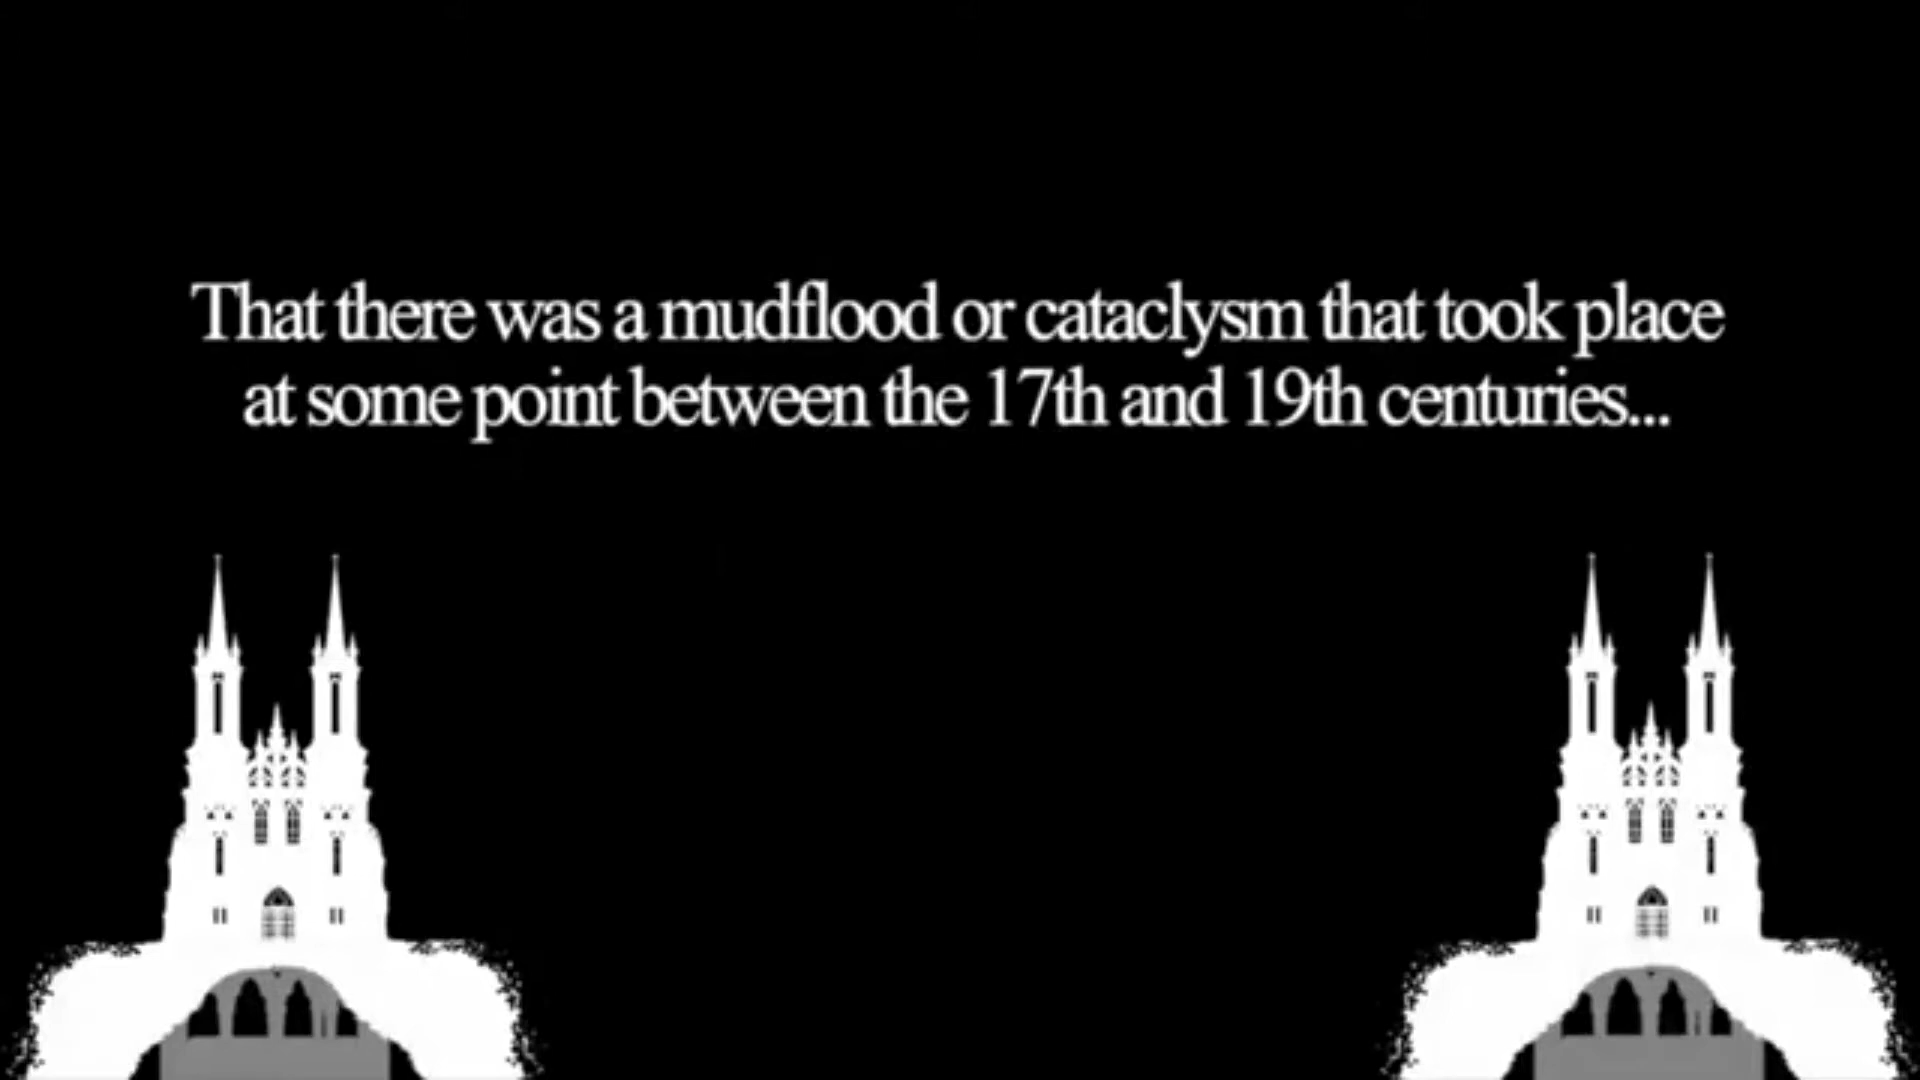 That there was a mudflood or cataclysm that took place
at some point between the 17th and 19th centuries...